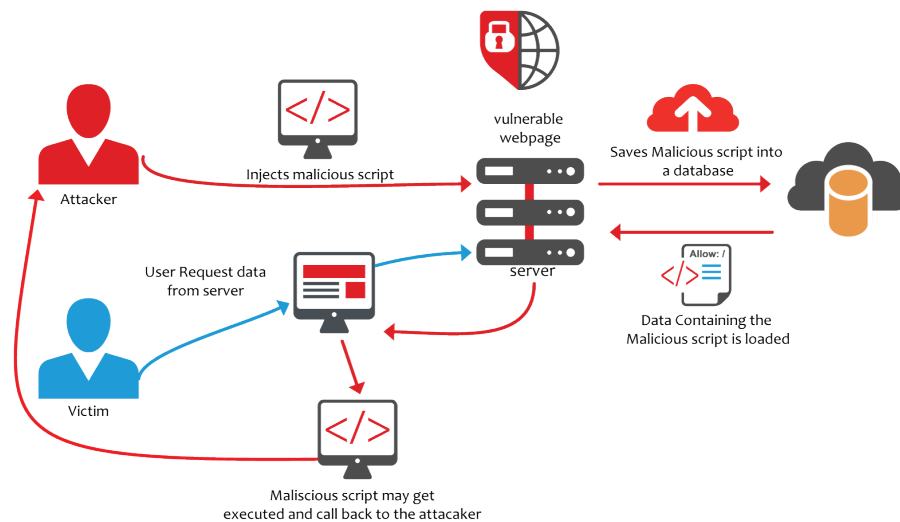 vulnerable
webpage
</>
Injects malicious script
Attacker
Saves Malicious script into
a database
User Request data
from server
server
Allow: /
</>
Data Containing the
Malicious script is loaded
Victim
</>
Maliscious script may get
executed and call back to the attacaker